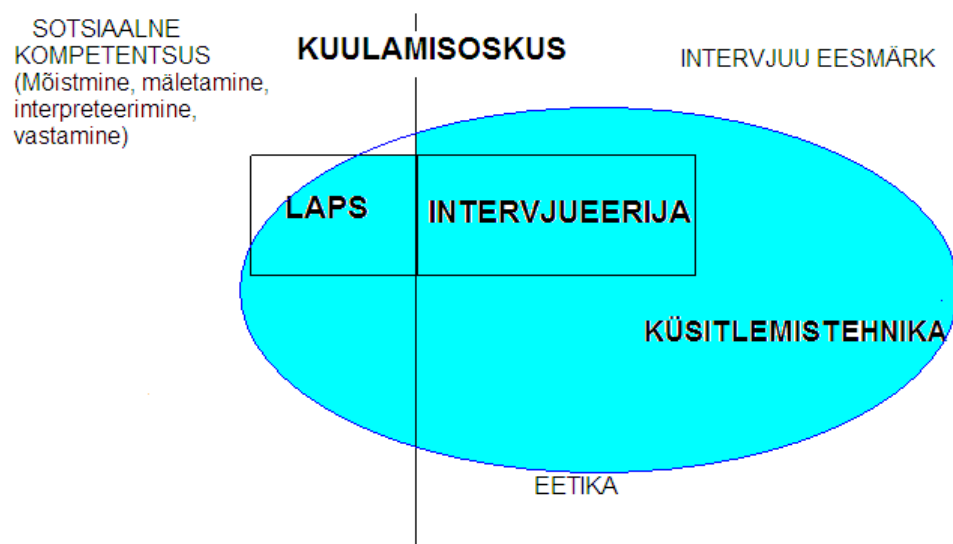 SOTSIAALNE
KOMPETENTSUS
(Mõistmine, mäletamine,
interpreteerimine,
vastamine)
KUULAMISOSKUS
INTERVJUU EESMÄRK
LAPS
INTERVJUEERIJA
KÜSITLEMISTEHNIKA
EETIKA